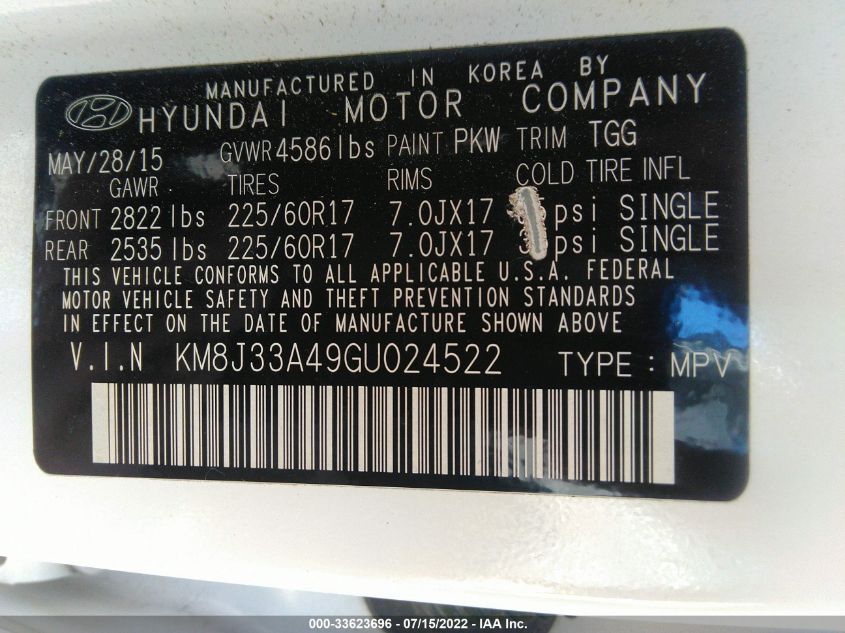 MANUFACTURED IN KOREA BY
HYUNDAI MOTOR COMPANY
MAY/28/15 GVWR 4586 lbs PAINT PKW TRIM TGG
GAWR TIRES RIMS COLD TIRE INFL
FRONT 2822 lbs 225/60R17 7.0JX17 psi SINGLE
REAR 2535 lbs 225/60R17 7.0JX17 psi SINGLE
THIS VEHICLE CONFORMS TO ALL APPLICABLE U.S.A. FEDERAL
MOTOR VEHICLE SAFETY AND THEFT PREVENTION STANDARDS
IN EFFECT ON THE DATE OF MANUFACTURE SHOWN ABOVE
V.I.N KM8J33A49GU024522 TYPE : MPV
000-33623696 - 07/15/2022 - IAA Inc.